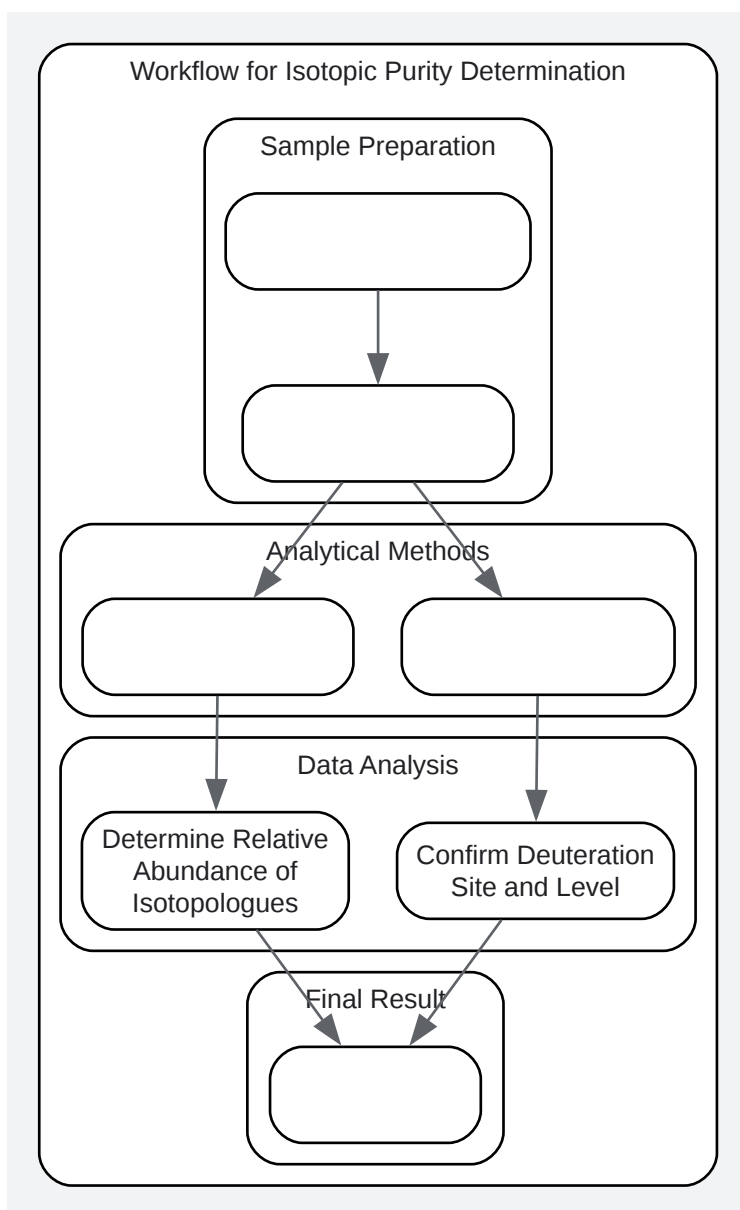 Workflow for Isotopic Purity Determination
Sample Preparation
Analytical Methods
Data Analysis
Determine Relative
Abundance of
Isotopologues
Confirm Deuteration
Site and Level
Final Result